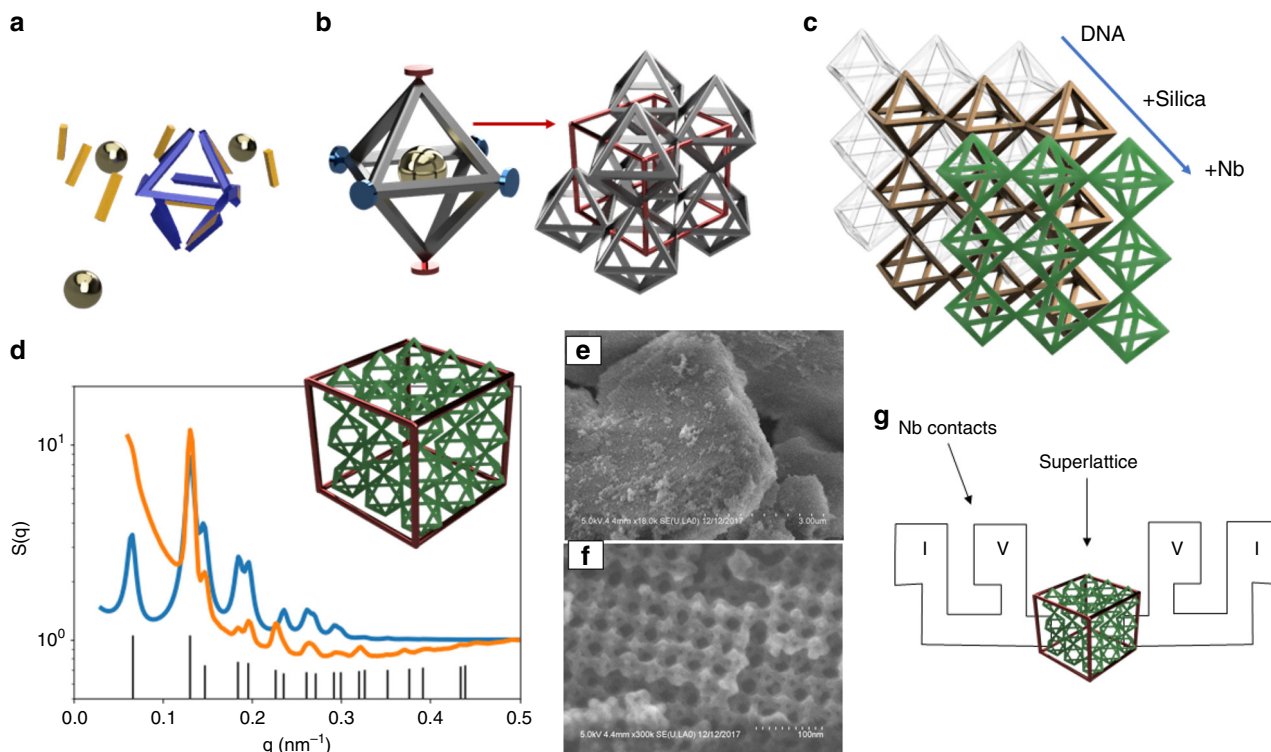 a
b
c
DNA
+Silica
+Nb
d
10¹
10⁰
S(q)
0.0
0.1
0.2
0.3
0.4
0.5
q (nm⁻¹)
e
5.0kV 4.4mm x18.0k SE(U,LA0) 12/12/2017
3.00um
f
5.0kV 4.4mm x300k SE(U,LA0) 12/12/2017
100nm
g
Nb contacts
Superlattice
I
V
V
I